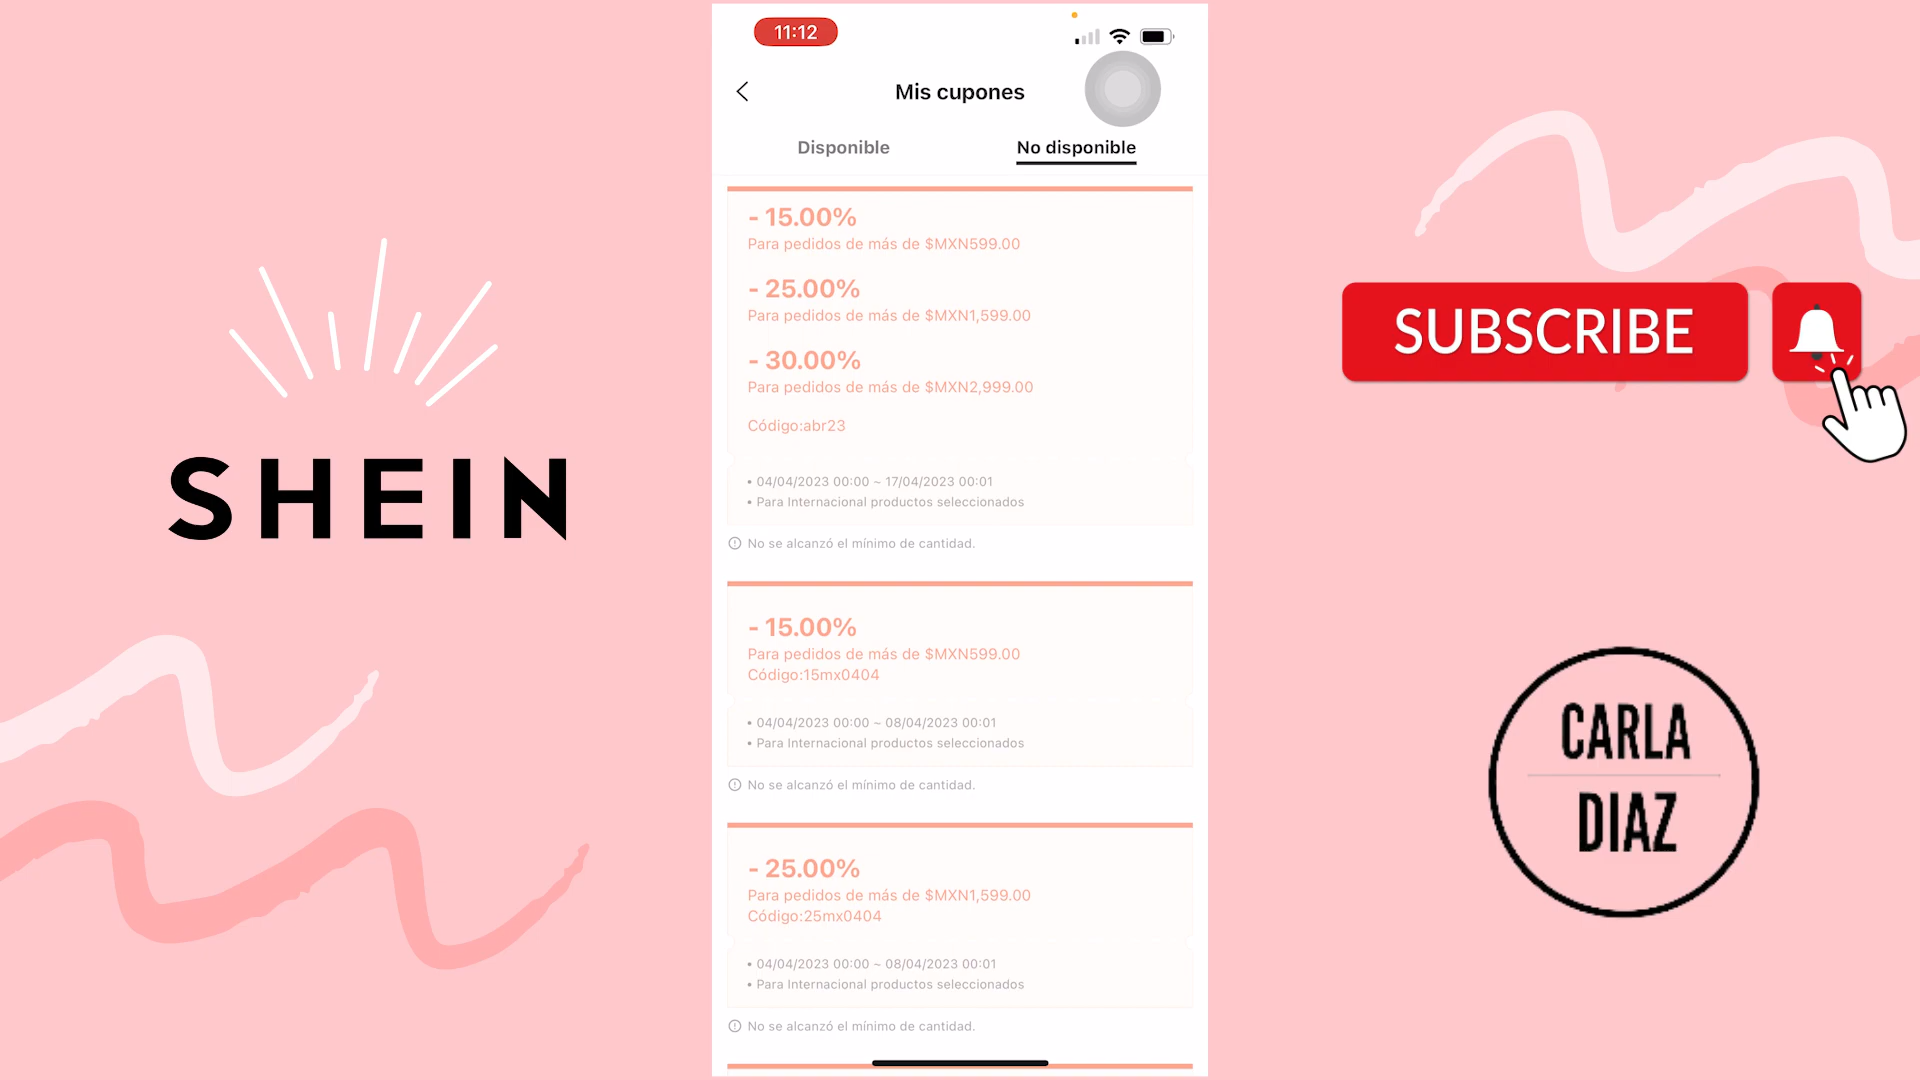 11:12
Mis cupones
Disponible
No disponible
- 15.00%
Para pedidos de más de $MXN599.00
- 25.00%
Para pedidos de más de $MXN1,599.00
- 30.00%
Para pedidos de más de $MXN2,999.00
Código:abr23
• 04/04/2023 00:00 ~ 17/04/2023 00:01
• Para Internacional productos seleccionados
No se alcanzó el mínimo de cantidad.
- 15.00%
Para pedidos de más de $MXN599.00
Código:15mx0404
• 04/04/2023 00:00 ~ 08/04/2023 00:01
• Para Internacional productos seleccionados
No se alcanzó el mínimo de cantidad.
- 25.00%
Para pedidos de más de $MXN1,599.00
Código:25mx0404
• 04/04/2023 00:00 ~ 08/04/2023 00:01
• Para Internacional productos seleccionados
No se alcanzó el mínimo de cantidad.
SHEIN
SUBSCRIBE
CARLA
DIAZ